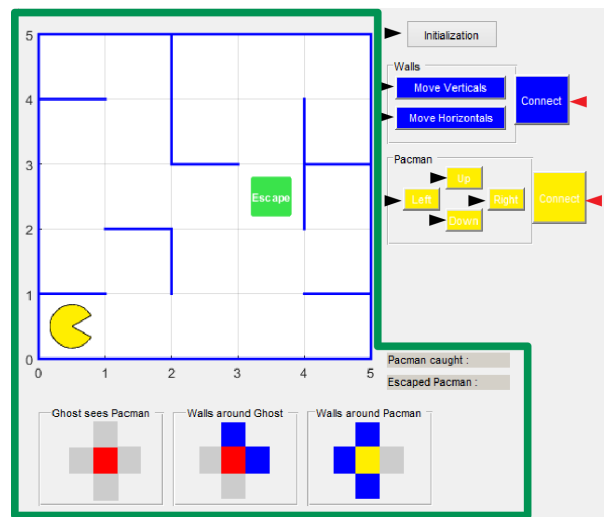 Initialization
Walls
Move Verticals
Move Horizontals
Connect
Pacman
Up
Left
Right
Down
Connect
5
4
3
2
1
0
Escape
0 1 2 3 4 5
Pacman caught :
Escaped Pacman :
Ghost sees Pacman
Walls around Ghost
Walls around Pacman